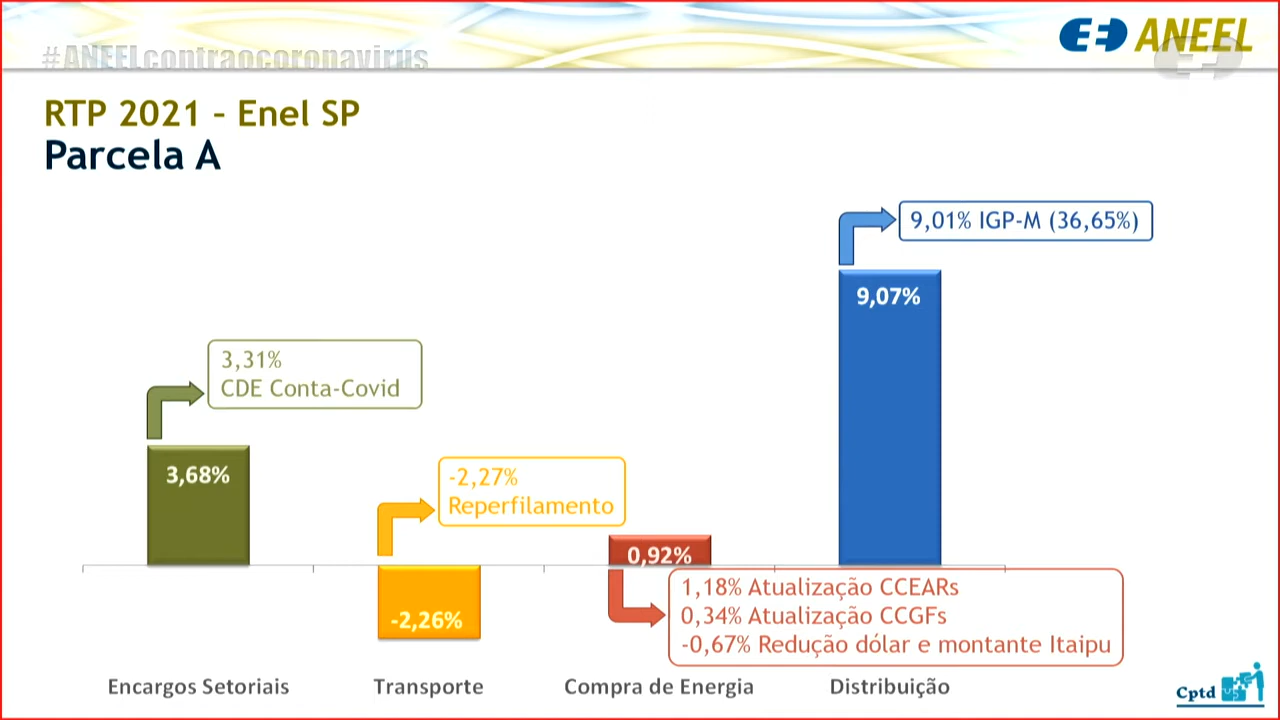 #ANEELcontraocoronavirus
ANEEL
RTP 2021 – Enel SP
Parcela A
9,01% IGP-M (36,65%)
9,07%
3,31%
CDE Conta-Covid
3,68%
-2,27%
Reperfilamento
0,92%
1,18% Atualização CCEARs
0,34% Atualização CCGFs
-0,67% Redução dólar e montante Itaipu
-2,26%
Encargos Setoriais
Transporte
Compra de Energia
Distribuição
Cptd